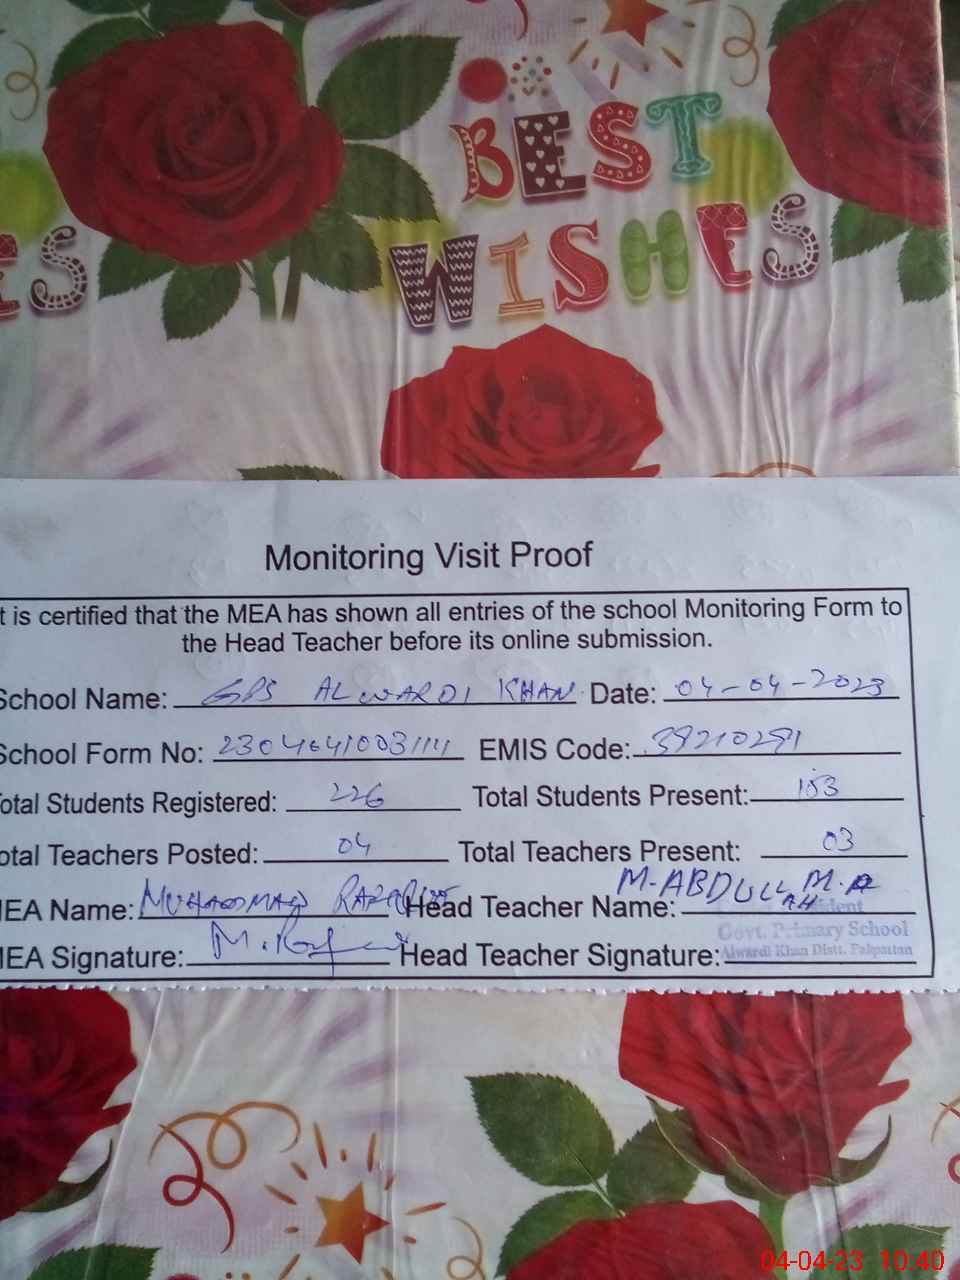 BEST
WISHES
ES
Monitoring Visit Proof
t is certified that the MEA has shown all entries of the school Monitoring Form to
the Head Teacher before its online submission.
School Name: GPS ALWARDI KHAN Date: 04-04-2023
School Form No: EMIS Code: 39210291
otal Students Registered: 226 Total Students Present: 153
otal Teachers Posted: 04 Total Teachers Present: 03
MEA Name: MUHAMMAD Head Teacher Name: M. ABDULLAH
MEA Signature: Head Teacher Signature:
Govt. Primary School
Alwardi Khan Distt. Pakpattan
04-04-23 10:40